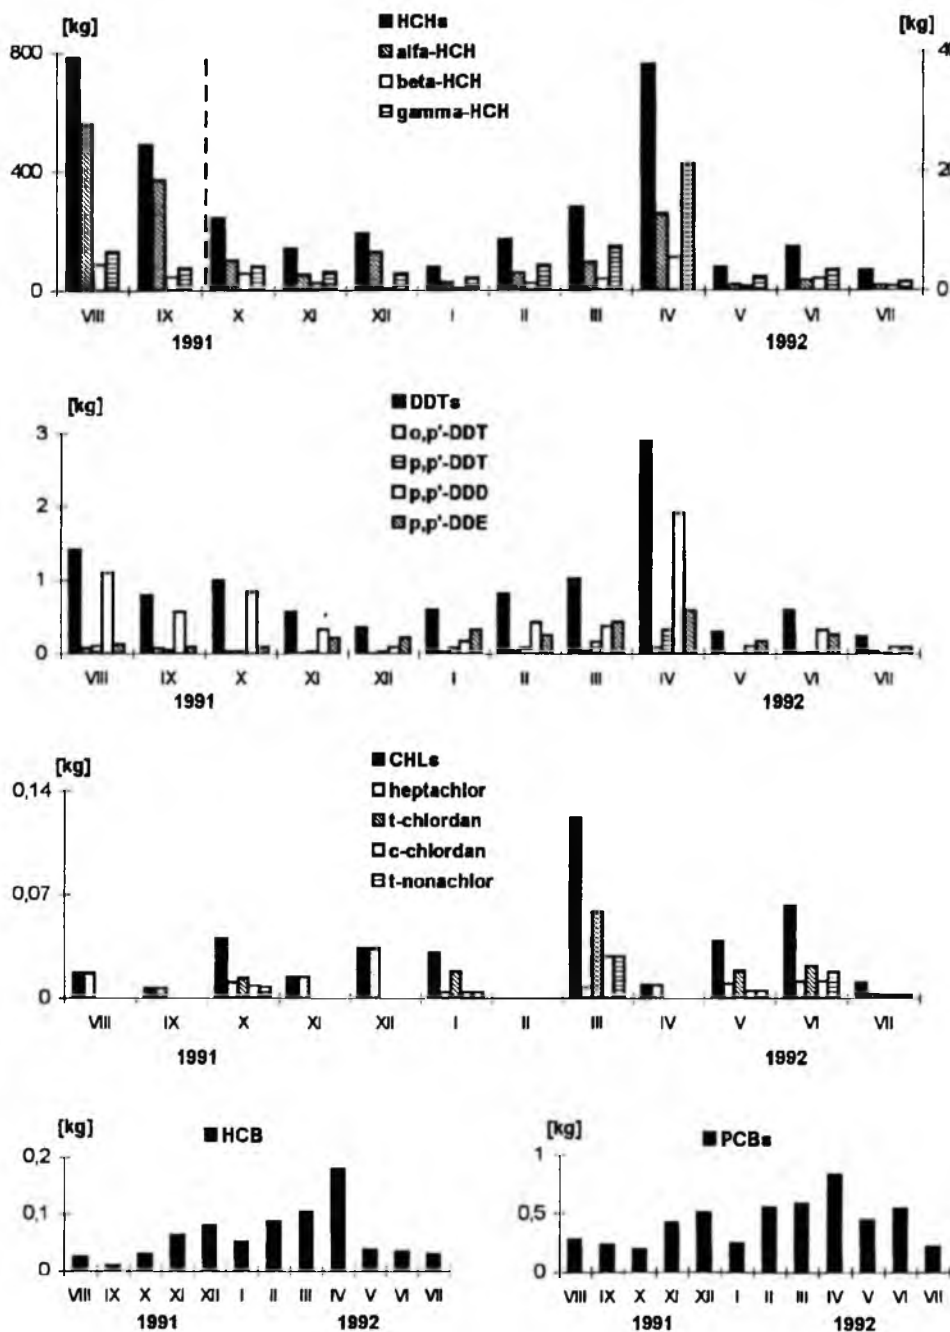 [kg]
HCHs
[kg]
800
alfa-HCH
40
beta-HCH
gamma-HCH
400
20
0
0
VIII IX X XI XII I II III IV V VI VII
1991 1992
[kg]
DDTs
3
o,p'-DDT
p,p'-DDT
2
p,p'-DDD
p,p'-DDE
1
0
VIII IX X XI XII I II III IV V VI VII
1991 1992
[kg]
CHLs
0,14
heptachlor
t-chlordan
c-chlordan
0,07
t-nonachlor
0
VIII IX X XI XII I II III IV V VI VII
1991 1992
[kg]
HCB
0,2
0,1
0
VIII IX X XI XII I II III IV V VI VII
1991 1992
[kg]
PCBs
1
0,5
0
VIII IX X XI XII I II III IV V VI VII
1991 1992